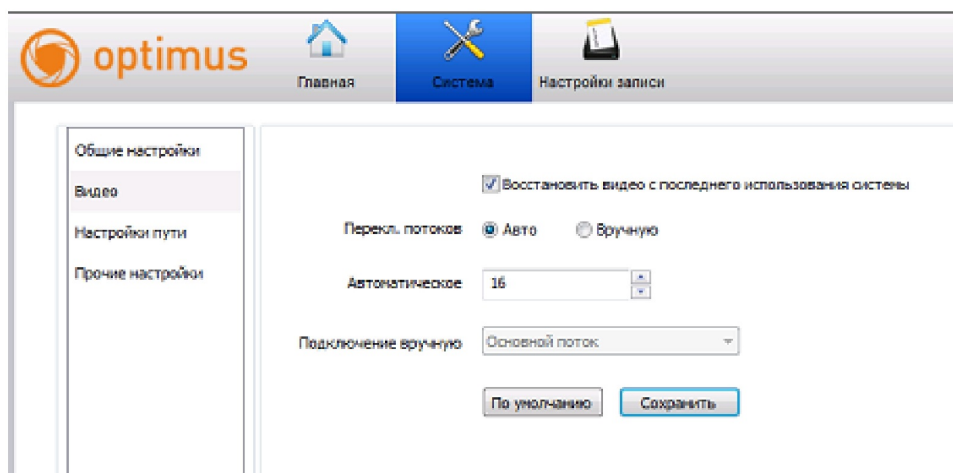 optimus
Главная
Система
Настройки записи
Общие настройки
Видео
Настройки пути
Прочие настройки
Восстановить видео с последнего использования системы
Перекл. потоков Авто Вручную
Автоматическое 16
Подключение вручную Основной поток
По умолчанию Сохранить